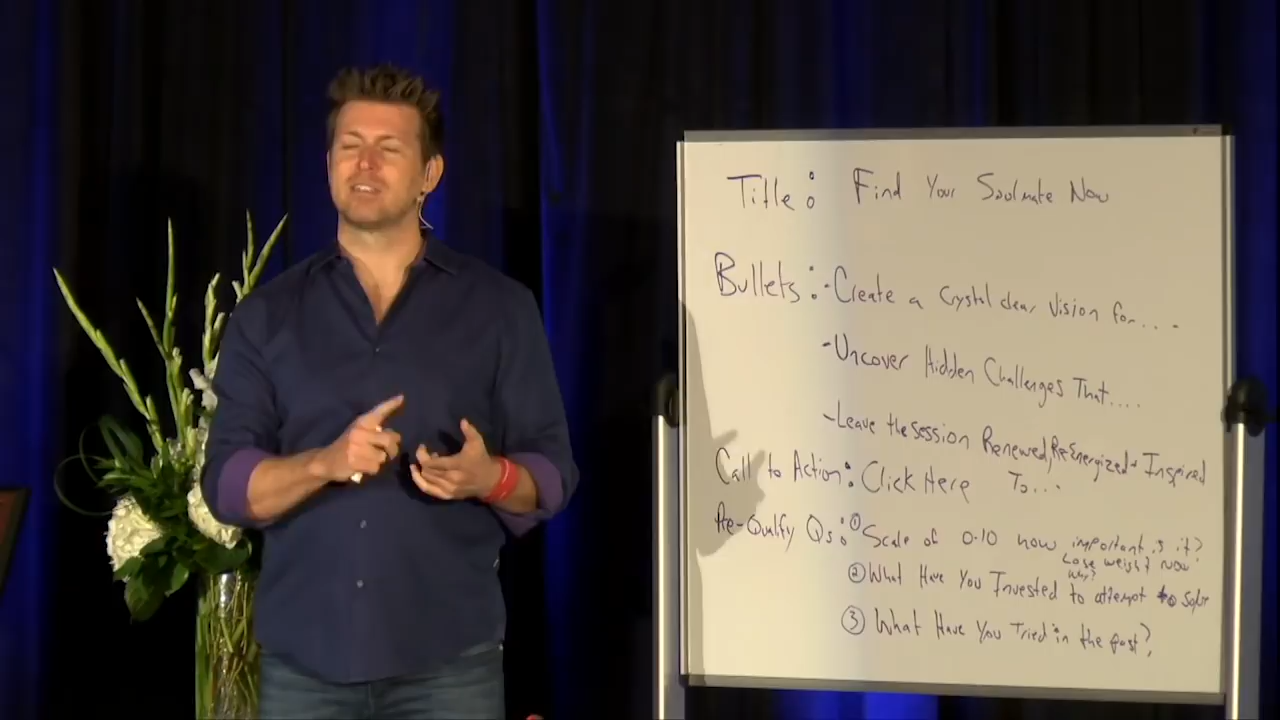 Title: Find Your Soulmate Now
Bullets: - Create a Crystal clear Vision for....
- Uncover Hidden Challenges That....
- Leave the session Renewed, ReEnergized + Inspired
Call to Action: Click Here To...
Pre-Qualify Qs: ① Scale of 0-10 how important is it?
Lose weight now
Why?
② What Have You Invested to attempt to solve
③ What Have You Tried in the past?